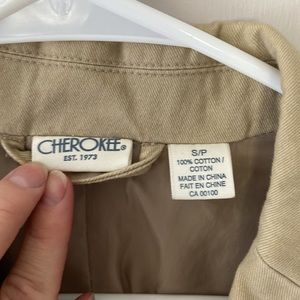 CHEROKEE®
EST. 1973
S/P
100% COTTON /
COTON
MADE IN CHINA
FAIT EN CHINE
CA 00100